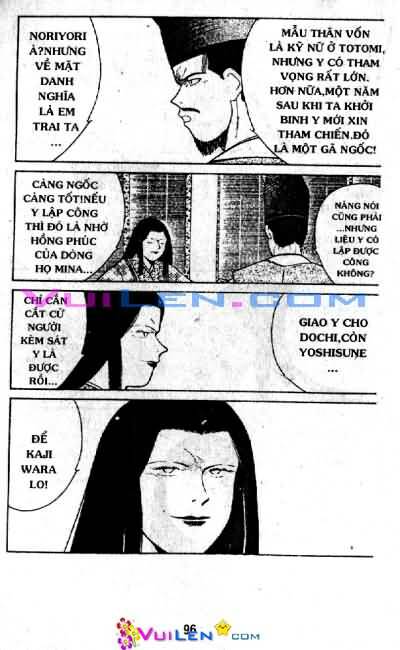 NORIYORI
À?NHƯNG
VỀ MẶT
DANH
NGHĨA
LÀ EM
TRAI TA
...
MẪU THÂN VỐN
LÀ KỸ NỮ Ở TOTOMI,
NHƯNG Y CÓ THAM
VỌNG RẤT LỚN.
HƠN NỮA,MỘT NĂM
SAU KHI TA KHỞI
BINH Y MỚI XIN
THAM CHIẾN.ĐÓ
LÀ MỘT GÃ NGỐC!
CÀNG NGỐC
CÀNG TỐT!NẾU
Y LẬP CÔNG
THÌ ĐÓ LÀ NHỜ
HỒNG PHÚC
CỦA DÒNG
HỌ MINA...
NÀNG NÓI
CŨNG PHẢI
...NHƯNG
LIỆU Y CÓ
LẬP ĐƯỢC
CÔNG
KHÔNG?
VUILEN.COM
CHỈ CẦN
CẮT CỬ
NGƯỜI
KÈM SÁT
Y LÀ
ĐƯỢC
RỒI...
GIAO Y CHO
DOCHI,CÒN
YOSHISUNE
...
ĐỂ
KAJI
WARA
LO!
96
VUILEN